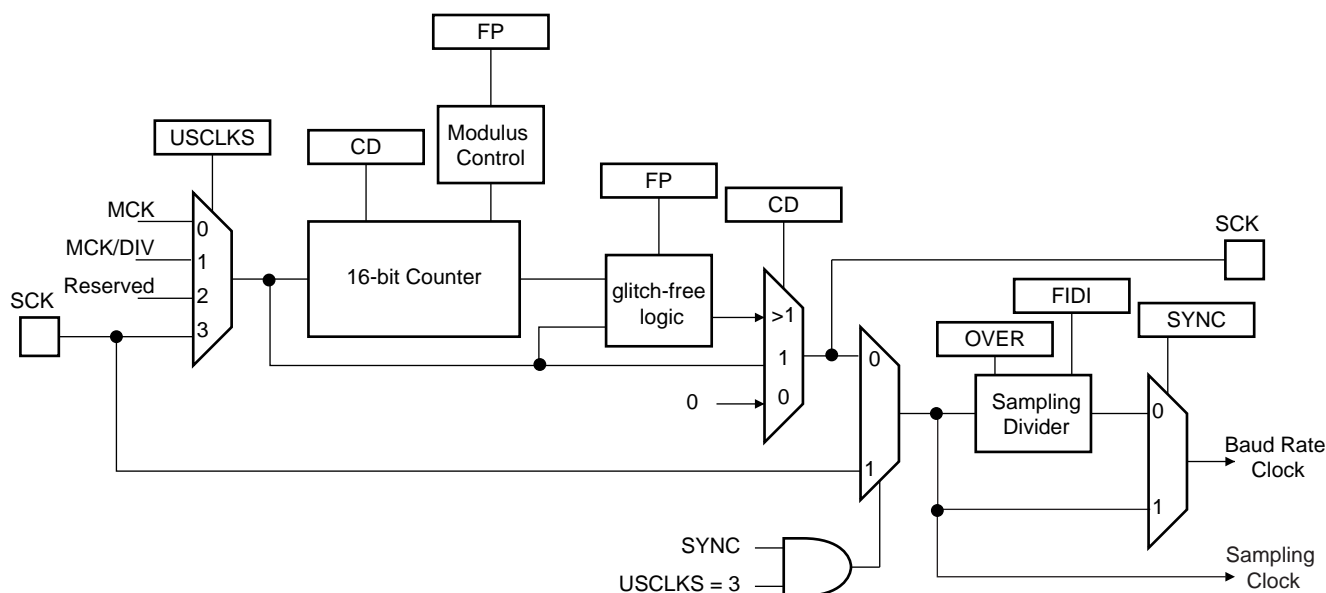 FP
USCLKS
CD
Modulus
Control
FP
CD
MCK
MCK/DIV
Reserved
SCK
0
1
2
3
16-bit Counter
glitch-free
logic
>1
1
0
0
SCK
FIDI
OVER
SYNC
0
1
Sampling
Divider
0
1
Baud Rate
Clock
SYNC
USCLKS = 3
Sampling
Clock